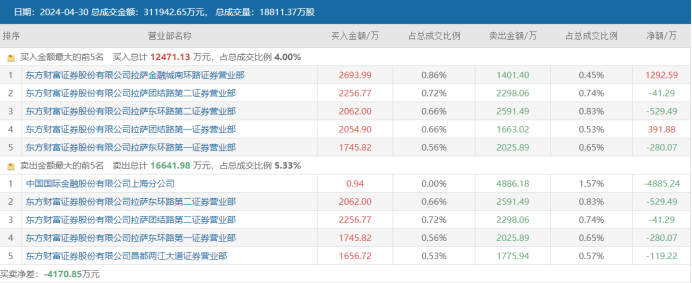 日期：2024-04-30 总成交金额：311942.65万元， 总成交量：18811.37万股
排序 营业部名称 买入金额/万 占总成交比例 卖出金额/万 占总成交比例 净额/万
买入金额最大的前5名 买入总计 12471.13 万元，占总成交比例 4.00%
1 东方财富证券股份有限公司拉萨金融城南环路证券营业部 2693.99 0.86% 1401.40 0.45% 1292.59
2 东方财富证券股份有限公司拉萨团结路第二证券营业部 2256.77 0.72% 2298.06 0.74% -41.29
3 东方财富证券股份有限公司拉萨东环路第二证券营业部 2062.00 0.66% 2591.49 0.83% -529.49
4 东方财富证券股份有限公司拉萨团结路第一证券营业部 2054.90 0.66% 1663.02 0.53% 391.88
5 东方财富证券股份有限公司拉萨东环路第一证券营业部 1745.82 0.56% 2025.89 0.65% -280.07
卖出金额最大的前5名 卖出总计 16641.98 万元，占总成交比例 5.33%
1 中国国际金融股份有限公司上海分公司 0.94 0.00% 4886.18 1.57% -4885.24
2 东方财富证券股份有限公司拉萨东环路第二证券营业部 2062.00 0.66% 2591.49 0.83% -529.49
3 东方财富证券股份有限公司拉萨团结路第二证券营业部 2256.77 0.72% 2298.06 0.74% -41.29
4 东方财富证券股份有限公司拉萨东环路第一证券营业部 1745.82 0.56% 2025.89 0.65% -280.07
5 东方财富证券股份有限公司昌都两江大道证券营业部 1656.72 0.53% 1775.94 0.57% -119.22
买卖净差：-4170.85万元